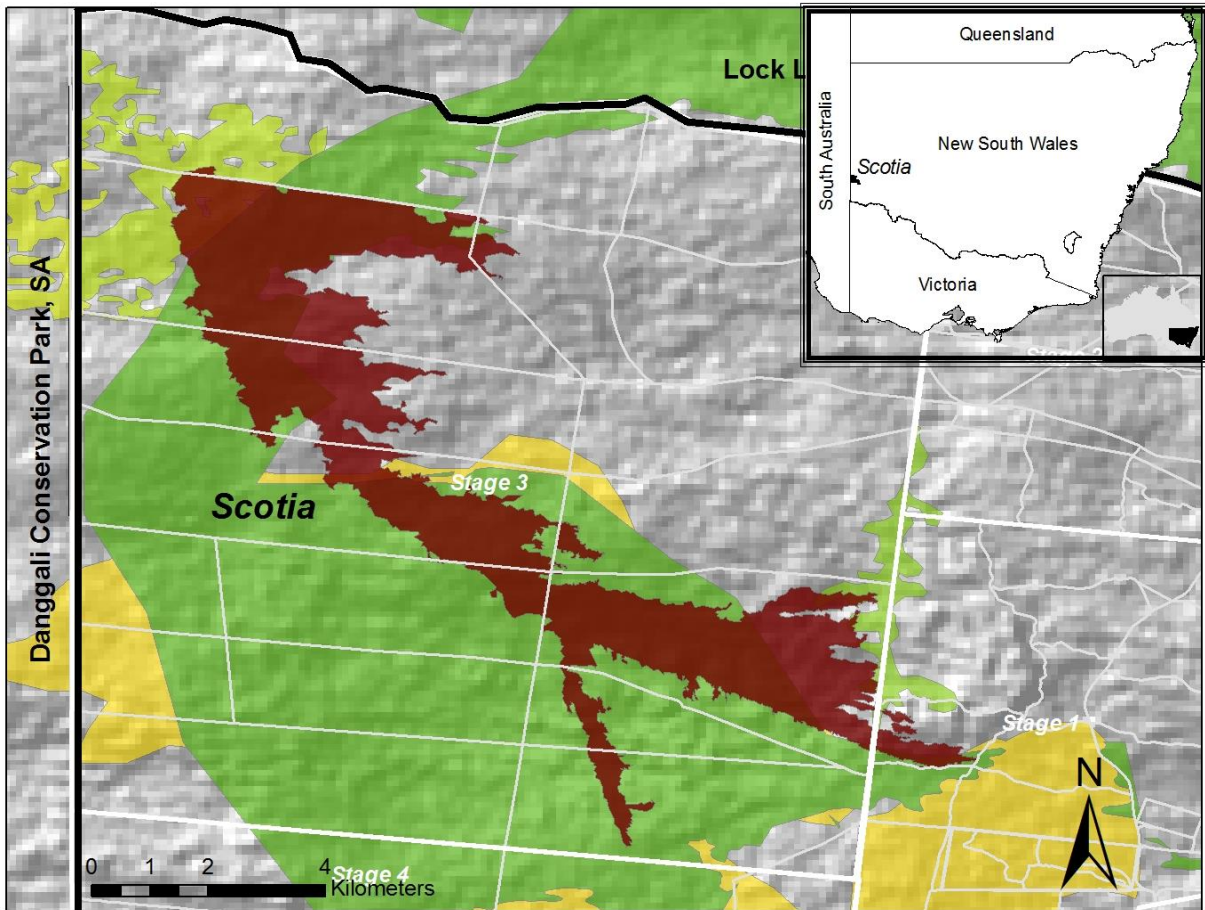 Lock L
Queensland
South Australia
New South Wales
Scotia
Victoria
Danggali Conservation Park, SA
Stage 3
Scotia
Stage 1
N
0 1 2 4
Stage 4
Kilometers